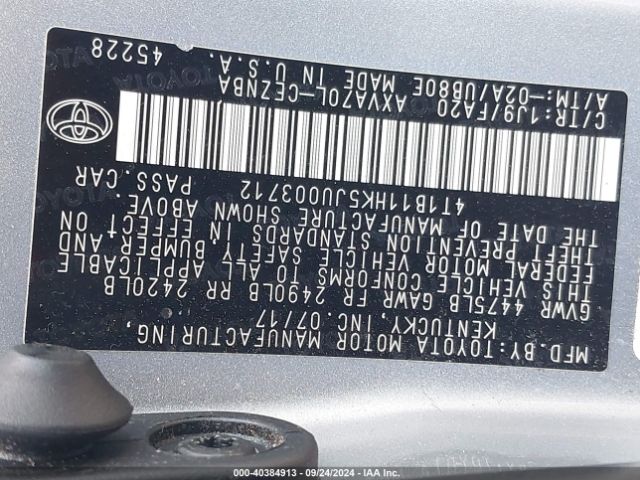 MFD.BY:TOYOTA MOTOR MANUFACTURING,
KENTUCKY, INC. 07/17
GVWR 4475LB GAWR FR 2490LB RR 2420LB
THIS VEHICLE CONFORMS TO ALL APPLICABLE
FEDERAL MOTOR VEHICLE SAFETY BUMPER AND
THEFT PREVENTION STANDARDS IN EFFECT ON
THE DATE OF MANUFACTURE SHOWN ABOVE.
4T1B11HK5JU003712 PASS. CAR
C/TR:1J9/FA20 AXVA70L-CEZNBA
A/TM:-02A/UB80E MADE IN U.S.A. 45228
000-40384913 - 09/24/2024 - IAA Inc.